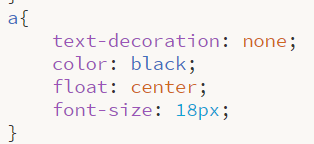 }
a{
text-decoration: none;
color: black;
float: center;
font-size: 18px;
}